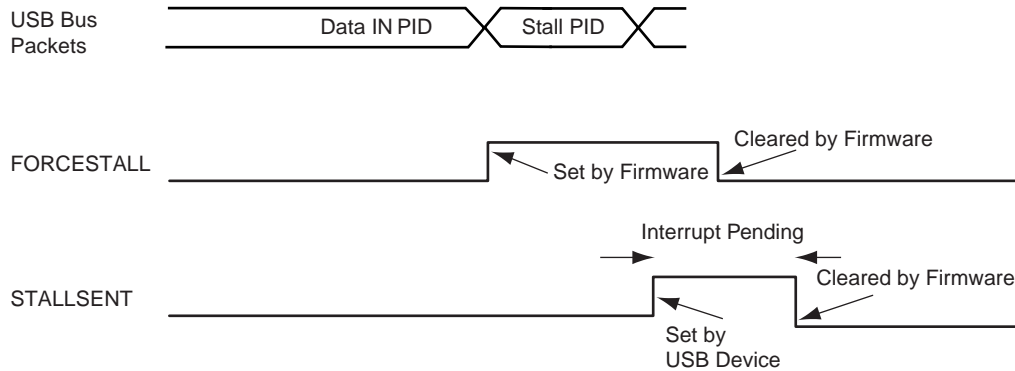 USB Bus
Packets
Data IN PID
Stall PID
FORCESTALL
Set by Firmware
Cleared by Firmware
Interrupt Pending
STALLSENT
Cleared by Firmware
Set by
USB Device